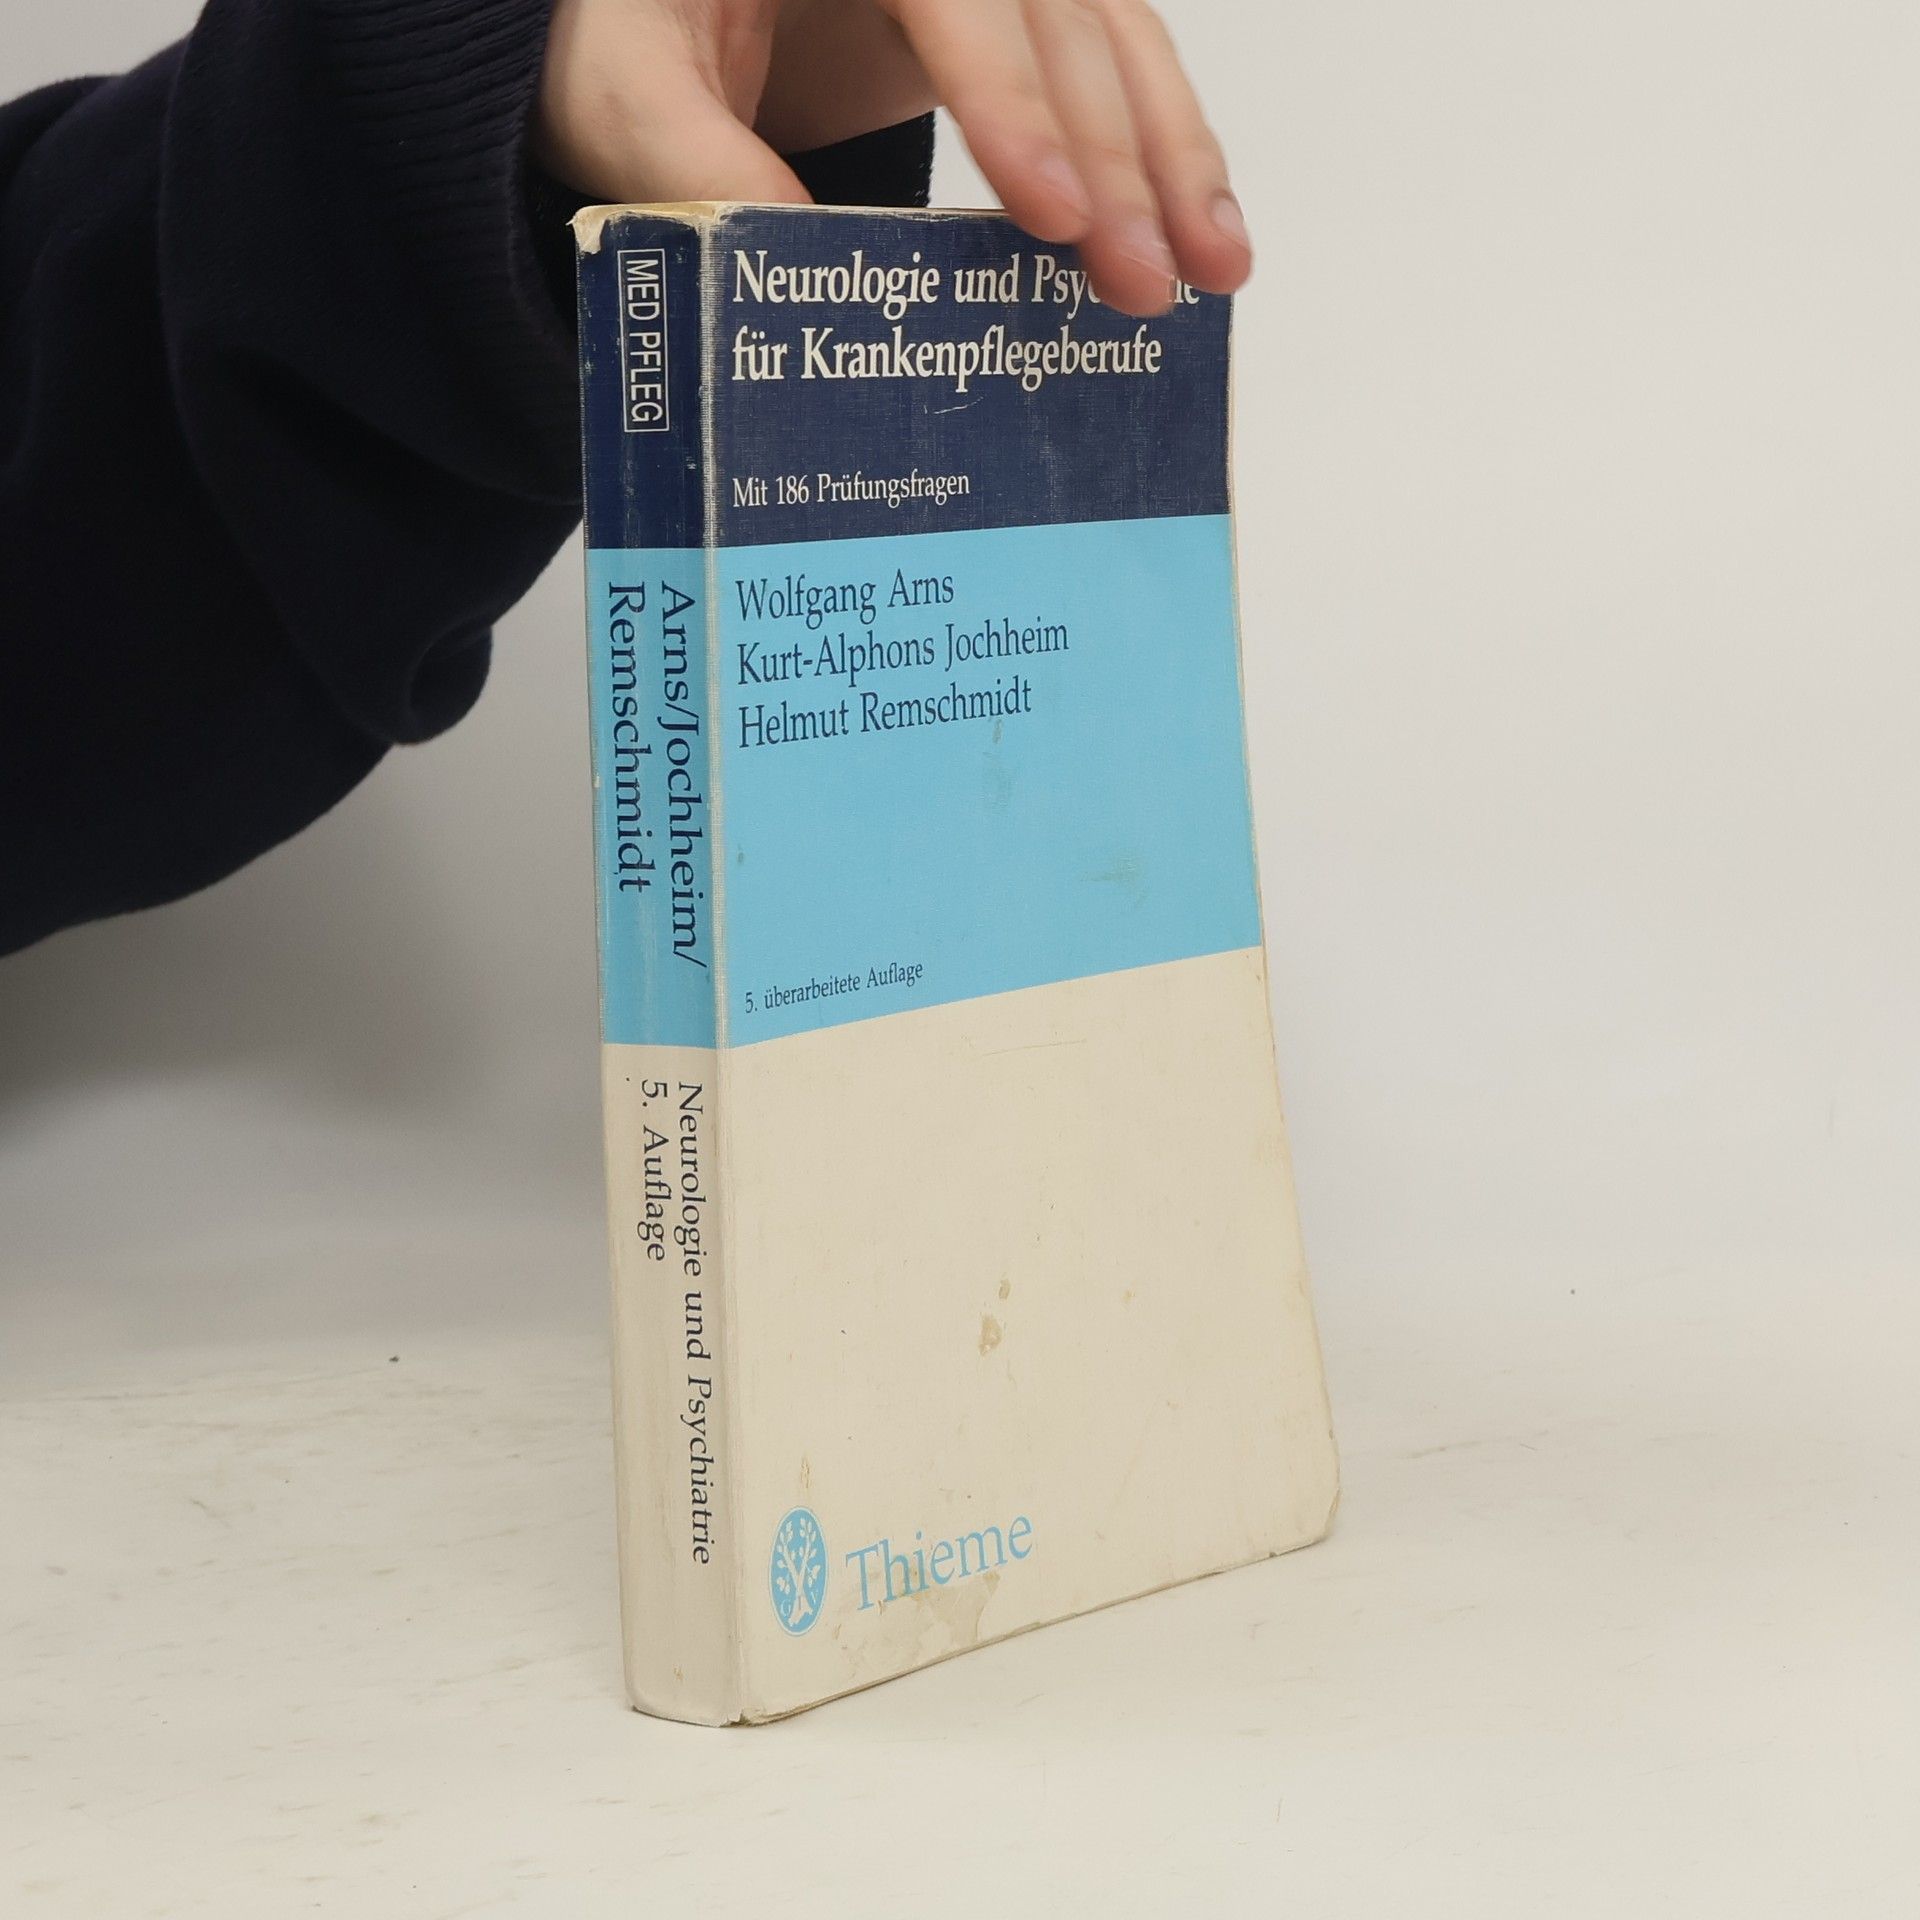 MED PFLEG
Arns/Jochheim/
Remschmidt
Neurologie und Psychiatrie
5. Auflage
Neurologie und
für Krankenpflegeberufe
Mit 186 Prüfungsfragen
Wolfgang Arns
Kurt-Alphons Jochheim
Helmut Remschmidt
5. überarbeitete Auflage
Thieme